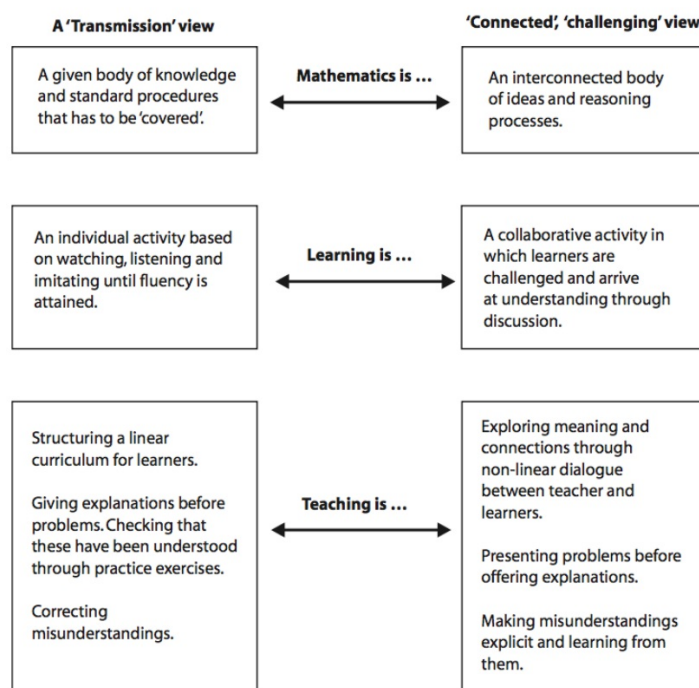 A ‘Transmission’ view
‘Connected’, ‘challenging’ view
A given body of knowledge
and standard procedures
that has to be ‘covered’.
Mathematics is ...
An interconnected body
of ideas and reasoning
processes.
An individual activity based
on watching, listening and
imitating until fluency is
attained.
Learning is ...
A collaborative activity in
which learners are
challenged and arrive
at understanding through
discussion.
Structuring a linear
curriculum for learners.
Giving explanations before
problems. Checking that
these have been understood
through practice exercises.
Correcting
misunderstandings.
Teaching is ...
Exploring meaning and
connections through
non-linear dialogue
between teacher and
learners.
Presenting problems before
offering explanations.
Making misunderstandings
explicit and learning from
them.